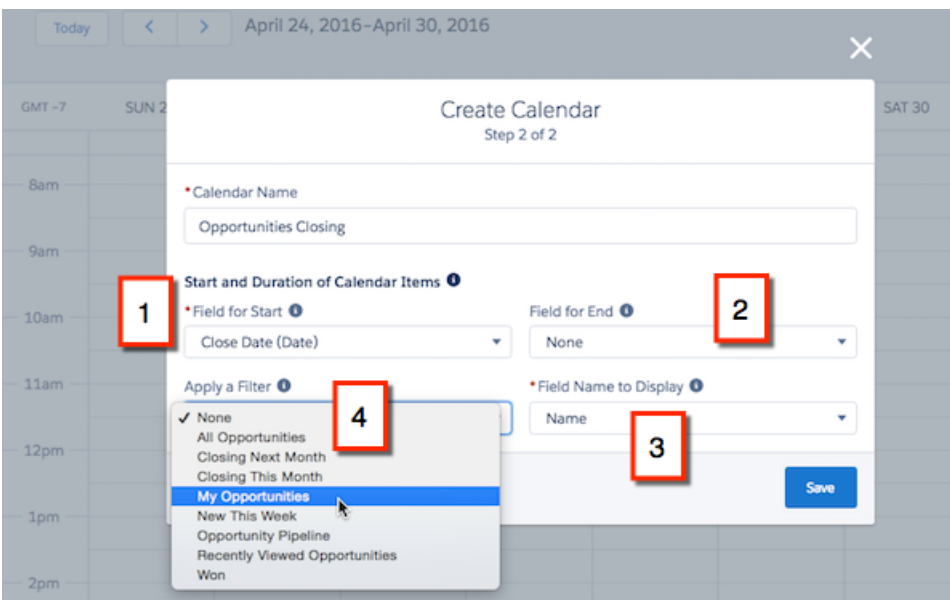 Today < > April 24, 2016–April 30, 2016
GMT -7 SUN 2 SAT 30
Create Calendar
Step 2 of 2
8am
*Calendar Name
Opportunities Closing
9am
Start and Duration of Calendar Items
1
2
10am
*Field for Start Field for End
Close Date (Date) None
11am
Apply a Filter *Field Name to Display
4
✓ None Name
All Opportunities
3
12pm
Closing Next Month
Closing This Month
My Opportunities Save
1pm
New This Week
Opportunity Pipeline
Recently Viewed Opportunities
Won
2pm